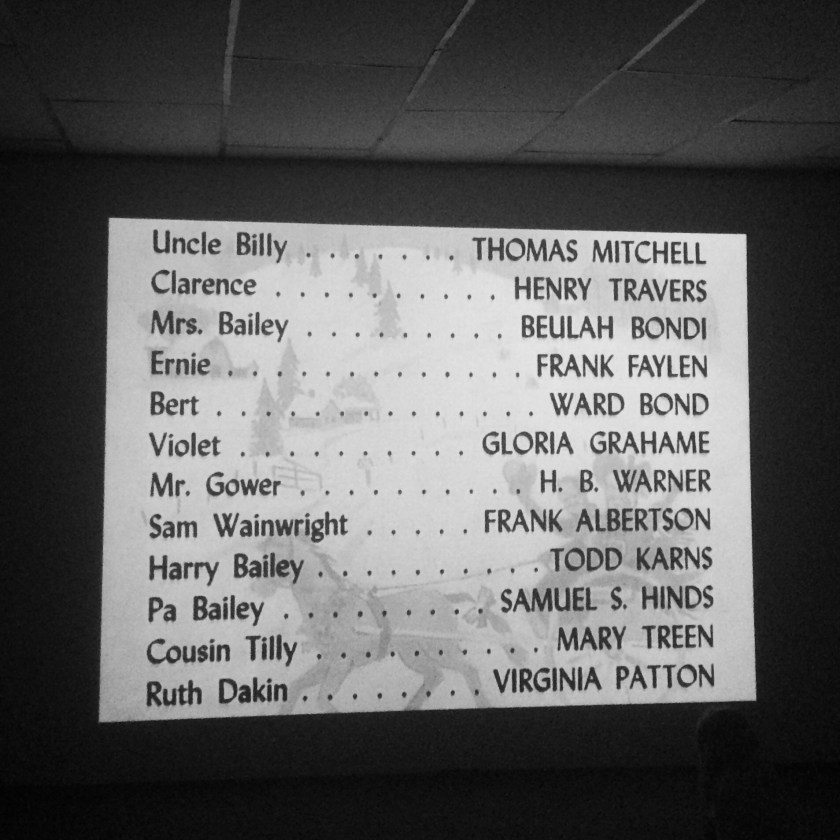 Uncle Billy . . . . . . . THOMAS MITCHELL
Clarence . . . . . . . . . . HENRY TRAVERS
Mrs. Bailey . . . . . . . . . BEULAH BONDI
Ernie . . . . . . . . . . . . . FRANK FAYLEN
Bert . . . . . . . . . . . . . . WARD BOND
Violet . . . . . . . . . . GLORIA GRAHAME
Mr. Gower . . . . . . . . . . H. B. WARNER
Sam Wainwright . . . . . FRANK ALBERTSON
Harry Bailey . . . . . . . . . . TODD KARNS
Pa Bailey . . . . . . . . . SAMUEL S. HINDS
Cousin Tilly . . . . . . . . . . MARY TREEN
Ruth Dakin . . . . . . . . VIRGINIA PATTON